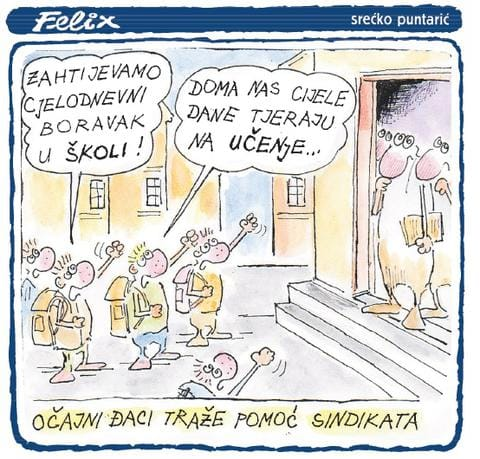 Felix
srećko puntarić
ZAHTIJEVAMO
CJELODNEVNI
BORAVAK
U ŠKOLI!
DOMA NAS CIJELE
DANE TJERAJU
NA UČENJE...
OČAJNI ĐACI TRAŽE POMOĆ SINDIKATA